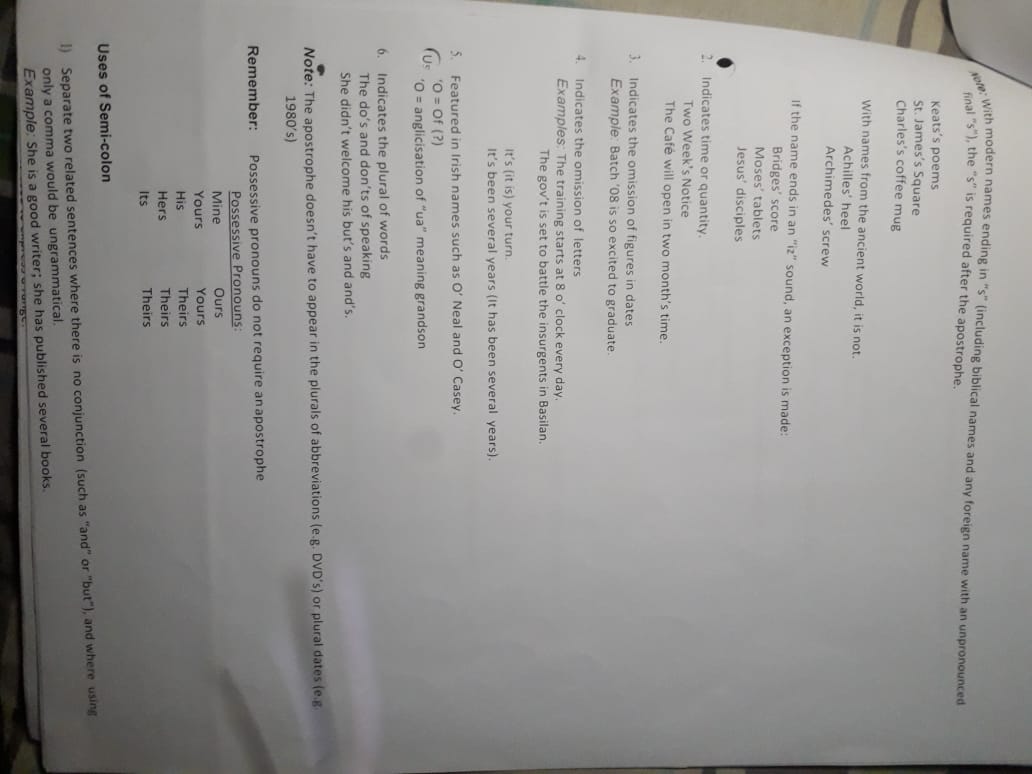 Note: With modern names ending in “s” (including biblical names and any foreign name with an unpronounced
final “s”), the “s” is required after the apostrophe.
Keats’s poems
St. James’s Square
Charles’s coffee mug
With names from the ancient world, it is not.
Achilles’ heel
Archimedes’ screw
If the name ends in an “iz” sound, an exception is made:
Bridges’ score
Moses’ tablets
Jesus’ disciples
2. Indicates time or quantity.
Two Week’s Notice
The Café will open in two month’s time.
3. Indicates the omission of figures in dates
Example: Batch ’08 is so excited to graduate.
4. Indicates the omission of letters
Examples: The training starts at 8 o’ clock every day.
The gov’t is set to battle the insurgents in Basilan.
It’s (it is) your turn.
It’s been several years (It has been several years).
5. Featured in Irish names such as O’ Neal and O’ Casey.
‘O = Of (?)
‘O = anglicisation of “ua” meaning grandson
6. Indicates the plural of words
The do’s and don’ts of speaking
She didn’t welcome his but’s and and’s.
Note: The apostrophe doesn’t have to appear in the plurals of abbreviations (e.g. DVD’s) or plural dates (e.g.
1980’s)
Remember: Possessive pronouns do not require an apostrophe
Possessive Pronouns:
Mine Ours
Yours Yours
His Theirs
Hers Theirs
Its Theirs
Uses of Semi-colon
1) Separate two related sentences where there is no conjunction (such as “and” or “but”), and where using
only a comma would be ungrammatical.
Example: She is a good writer; she has published several books.